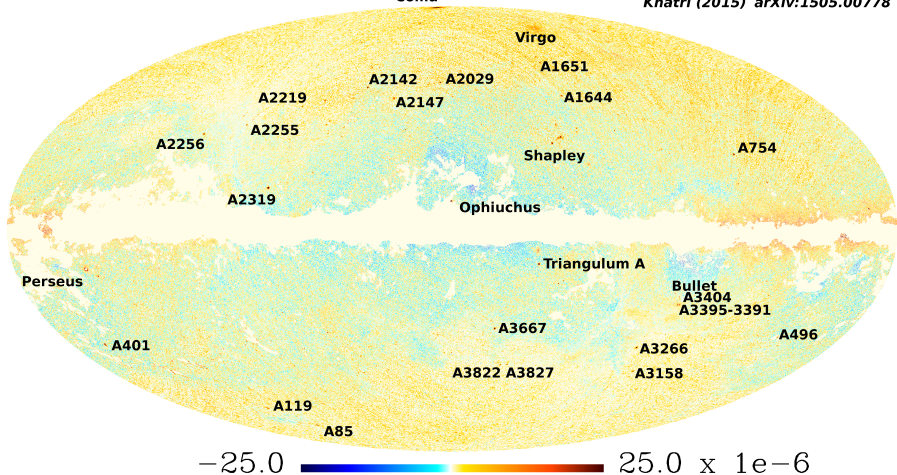 Coma
Khatri (2015) arXiv:1505.00778
Virgo
A1651
A2142 A2029
A2219 A2147 A1644
A2255
A2256 A754
Shapley
A2319
Ophiuchus
Triangulum A
Perseus
Bullet
A3404
A3395-3391
A3667
A496
A401
A3266
A3822 A3827 A3158
A119
A85
−25.0 25.0 x 1e−6